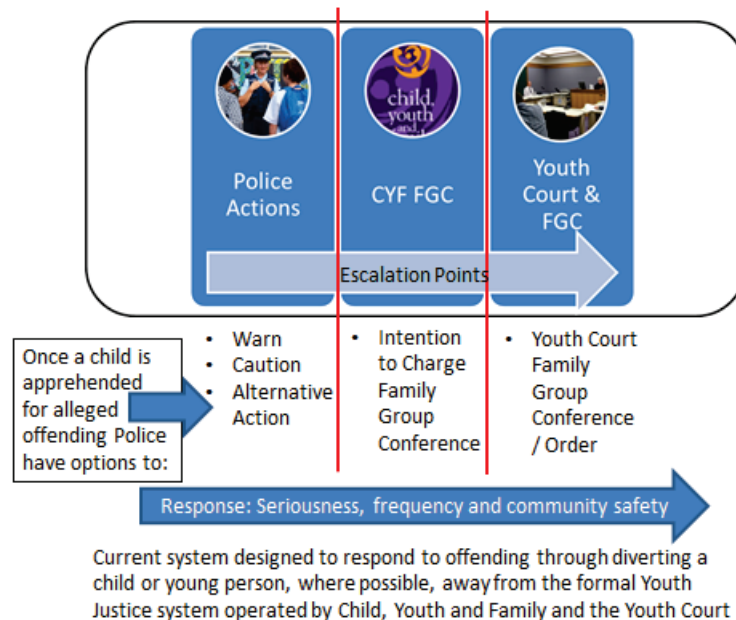 child,
youth
and
Police
Actions
CYF FGC
Youth
Court &
FGC
Escalation Points
Once a child is
apprehended
for alleged
offending Police
have options to:
• Warn
• Caution
• Alternative
Action
• Intention
to Charge
Family
Group
Conference
• Youth Court
Family
Group
Conference
/ Order
Response: Seriousness, frequency and community safety
Current system designed to respond to offending through diverting a
child or young person, where possible, away from the formal Youth
Justice system operated by Child, Youth and Family and the Youth Court